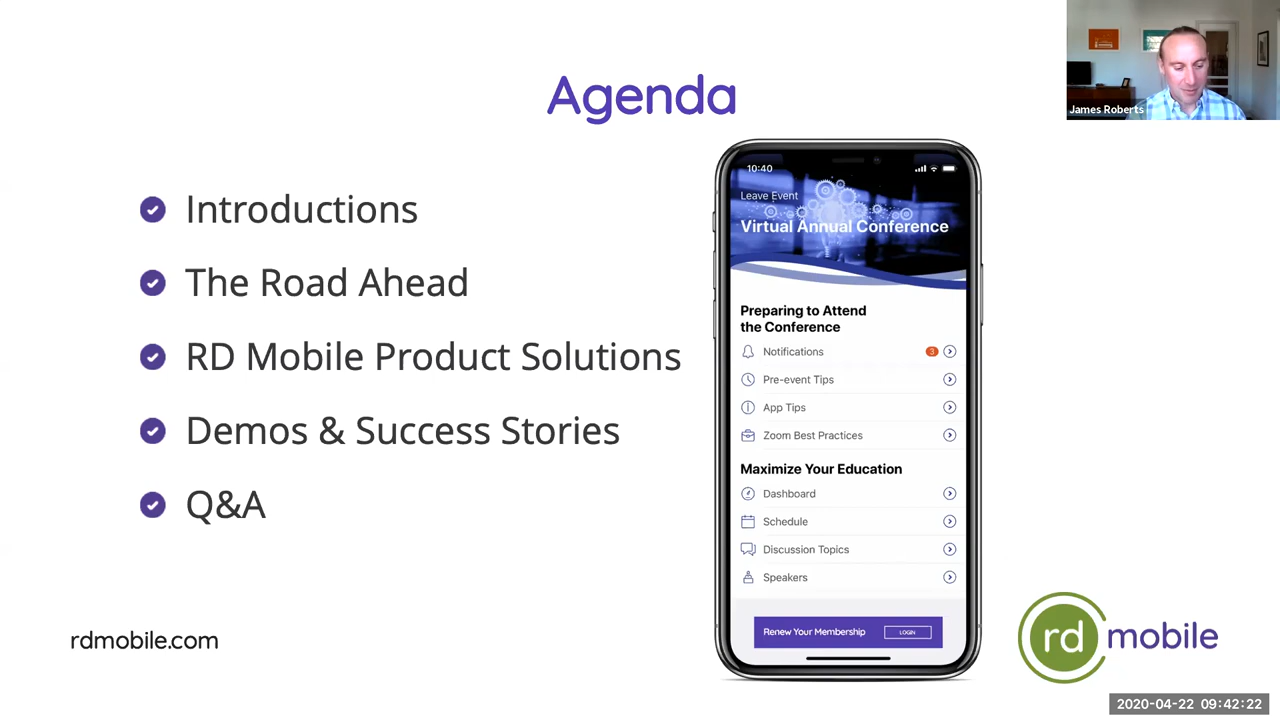 Agenda
James Roberts
Introductions
The Road Ahead
RD Mobile Product Solutions
Demos & Success Stories
Q&A
10:40
Leave Event
Virtual Annual Conference
Preparing to Attend
the Conference
Notifications 3
Pre-event Tips
App Tips
Zoom Best Practices
Maximize Your Education
Dashboard
Schedule
Discussion Topics
Speakers
Renew Your Membership LOGIN
rdmobile.com
rd mobile
2020-04-22 09:42:22